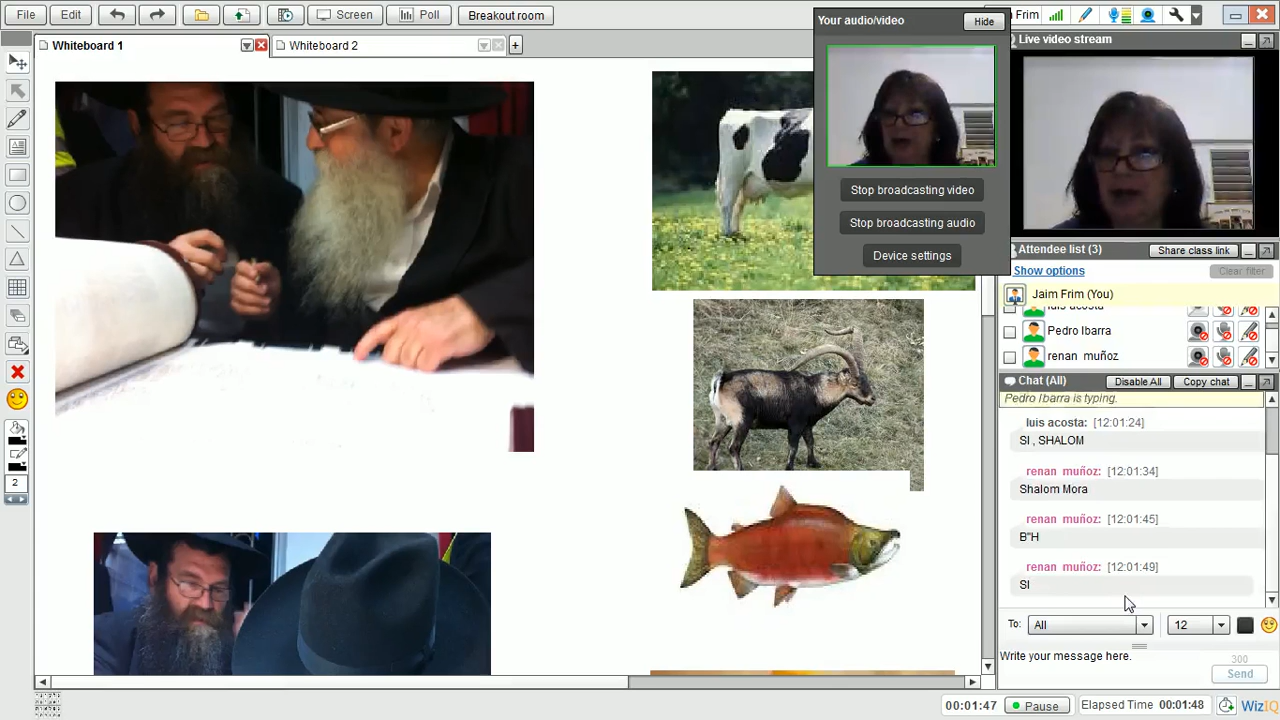 File
Edit
Screen
Poll
Breakout room
Your audio/video
Hide
Frim
Whiteboard 1
Whiteboard 2
+
Live video stream
Stop broadcasting video
Stop broadcasting audio
Device settings
Attendee list (3)
Share class link
Show options
Clear filter
Jaim Frim (You)
luis acosta
Pedro Ibarra
renan muñoz
Chat (All)
Disable All
Copy chat
Pedro Ibarra is typing.
luis acosta: [12:01:24]
SI , SHALOM
renan muñoz: [12:01:34]
Shalom Mora
renan muñoz: [12:01:45]
B"H
renan muñoz: [12:01:49]
SI
To:
All
12
2
Write your message here.
300
Send
00:01:47
Pause
Elapsed Time
00:01:48
WizIQ